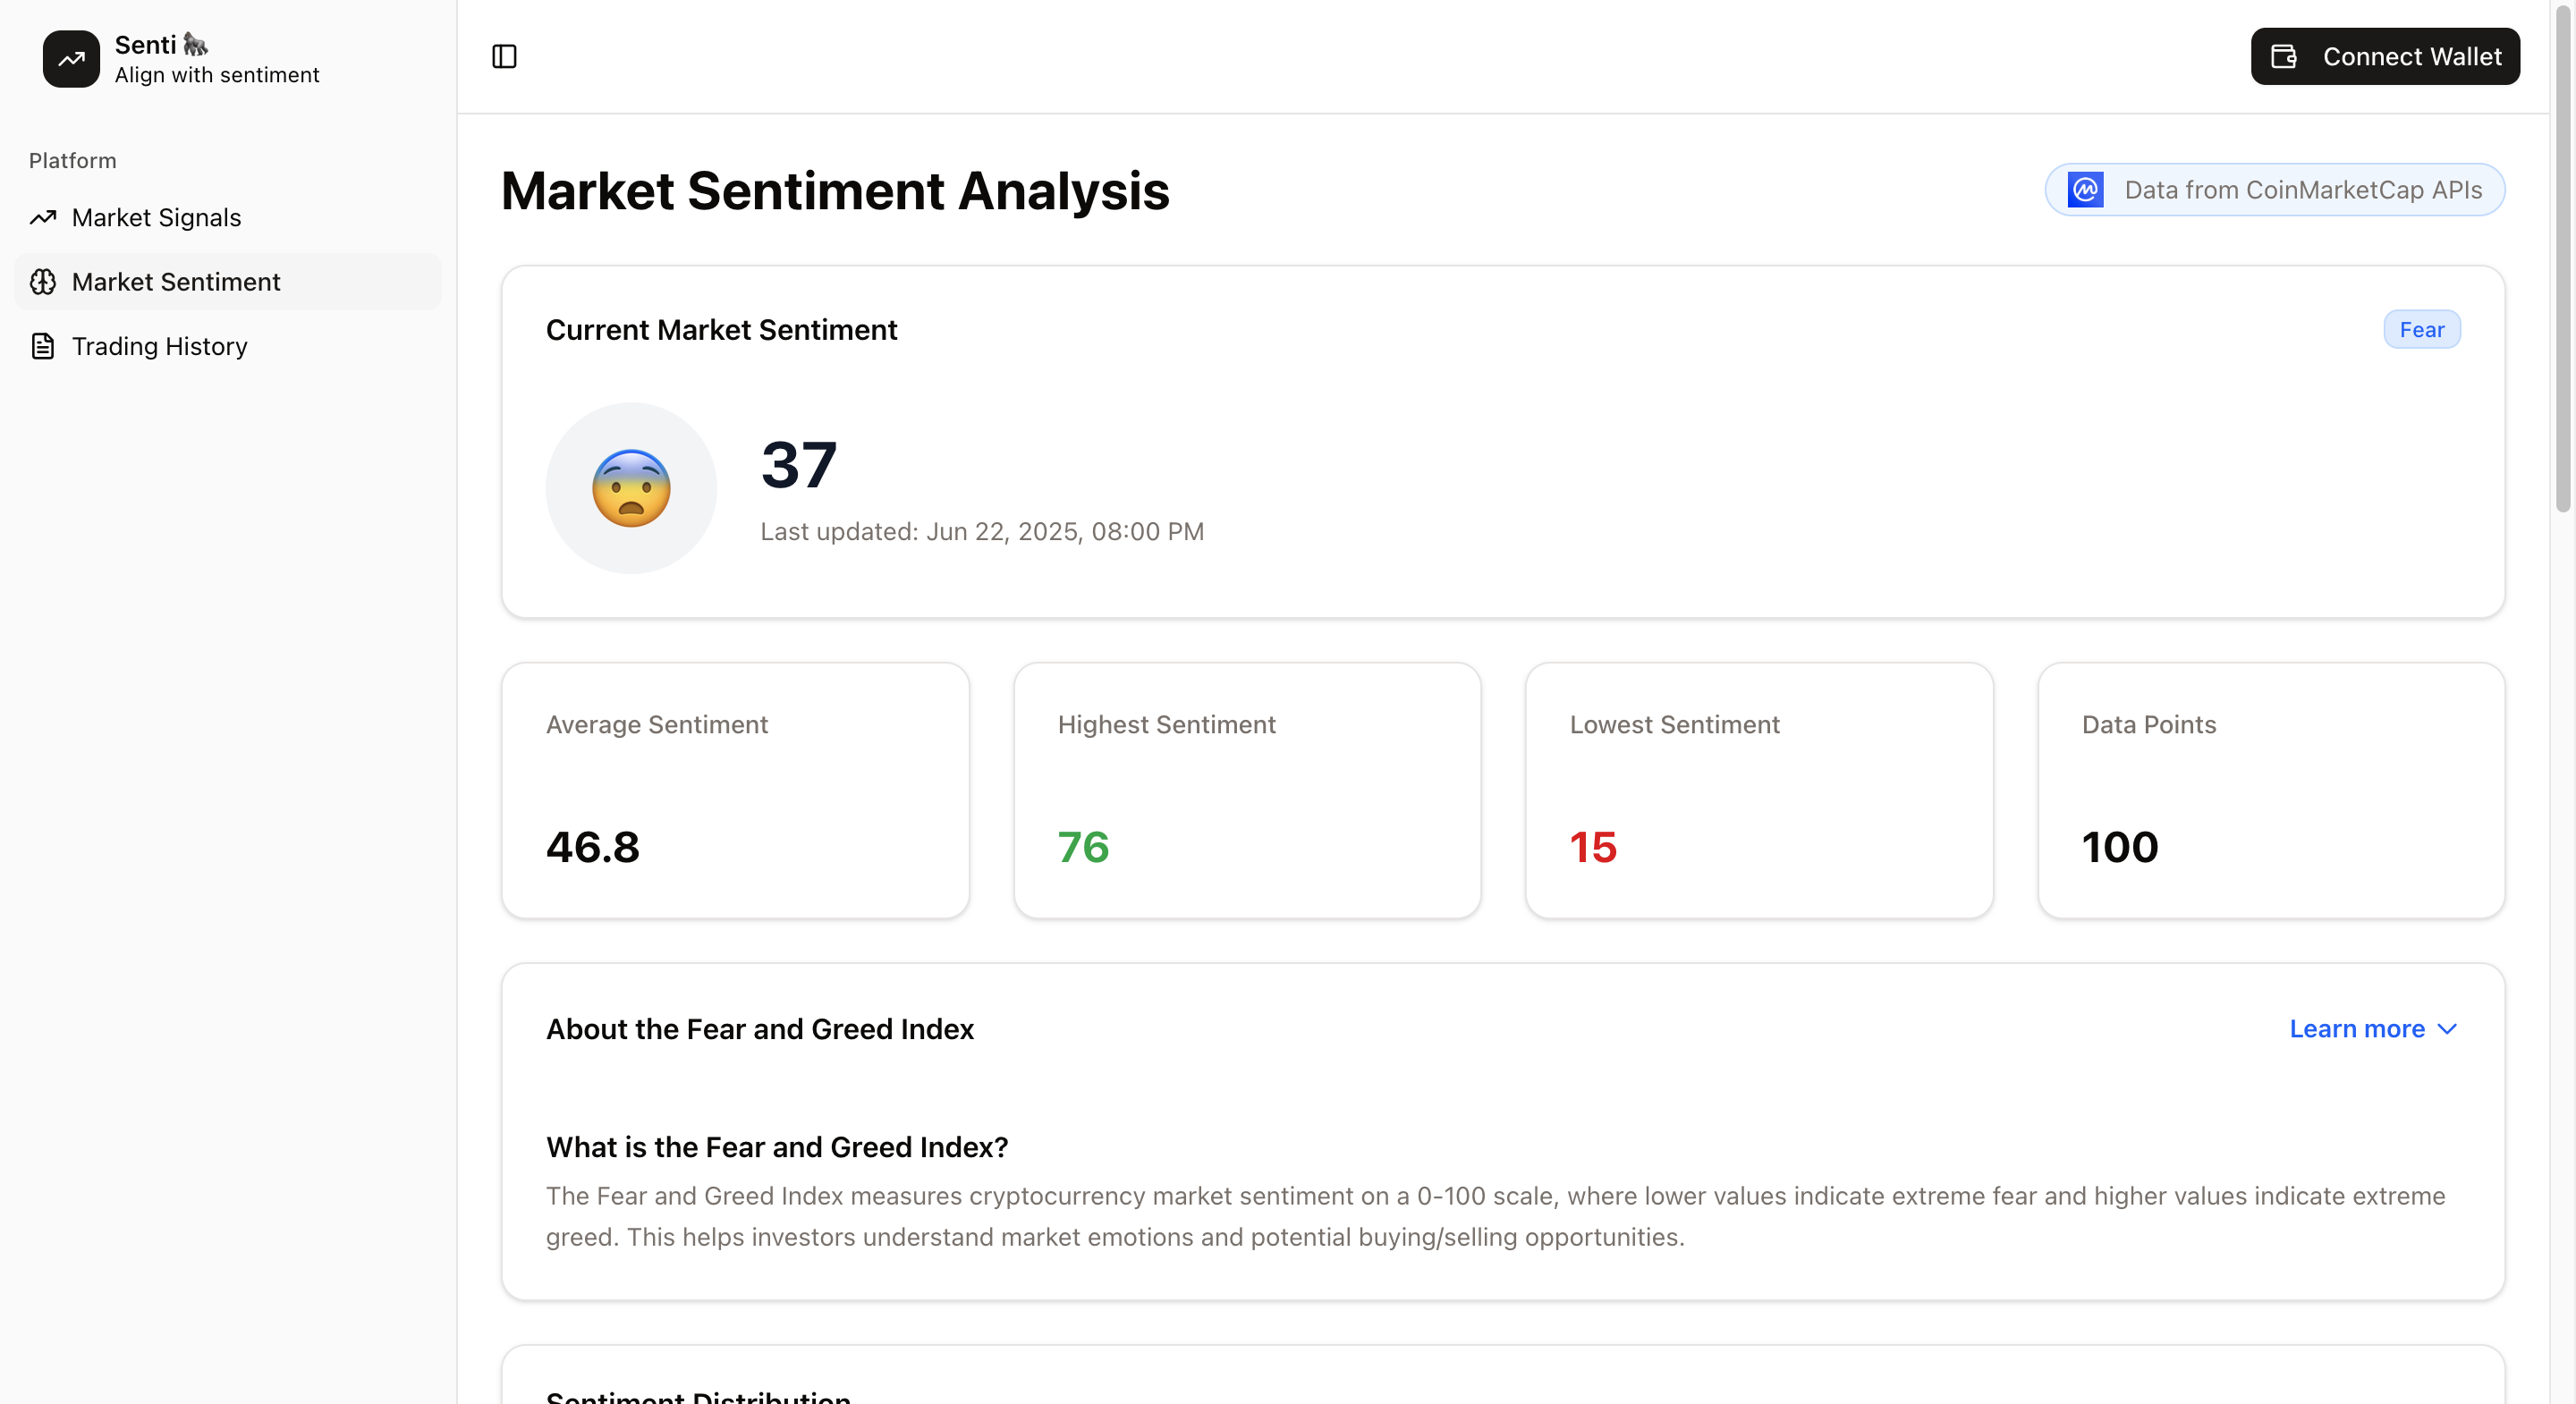 Senti🦍
Align with sentiment
Platform
Market Signals
Market Sentiment
Trading History
Connect Wallet
Market Sentiment Analysis
Data from CoinMarketCap APIs
Current Market Sentiment
Fear
37
Last updated: Jun 22, 2025, 08:00 PM
Average Sentiment
46.8
Highest Sentiment
76
Lowest Sentiment
15
Data Points
100
About the Fear and Greed Index
Learn more
What is the Fear and Greed Index?
The Fear and Greed Index measures cryptocurrency market sentiment on a 0-100 scale, where lower values indicate extreme fear and higher values indicate extreme
greed. This helps investors understand market emotions and potential buying/selling opportunities.
Sentiment Distribution